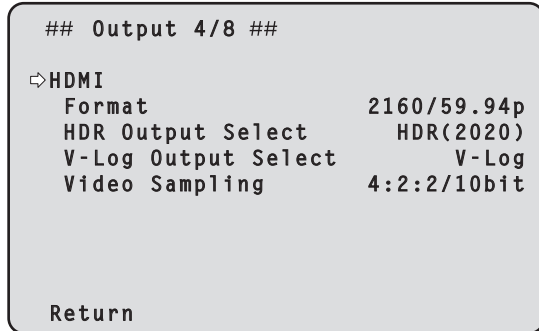 ## Output 4/8 ##
⇨HDMI
Format 2160/59.94p
HDR Output Select HDR(2020)
V-Log Output Select V-Log
Video Sampling 4:2:2/10bit
Return